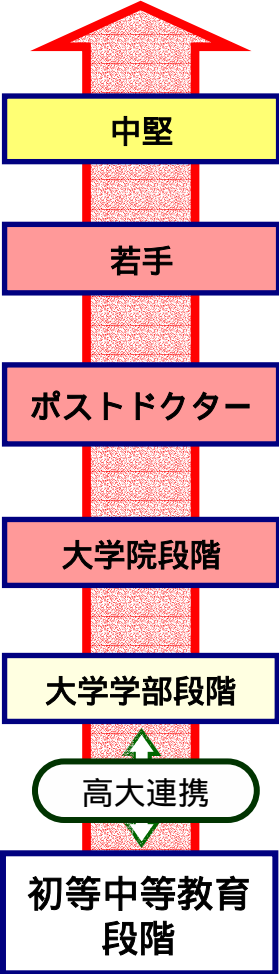 中堅
若手
ポストドクター
大学院段階
大学学部段階
高大連携
初等中等教育
段階